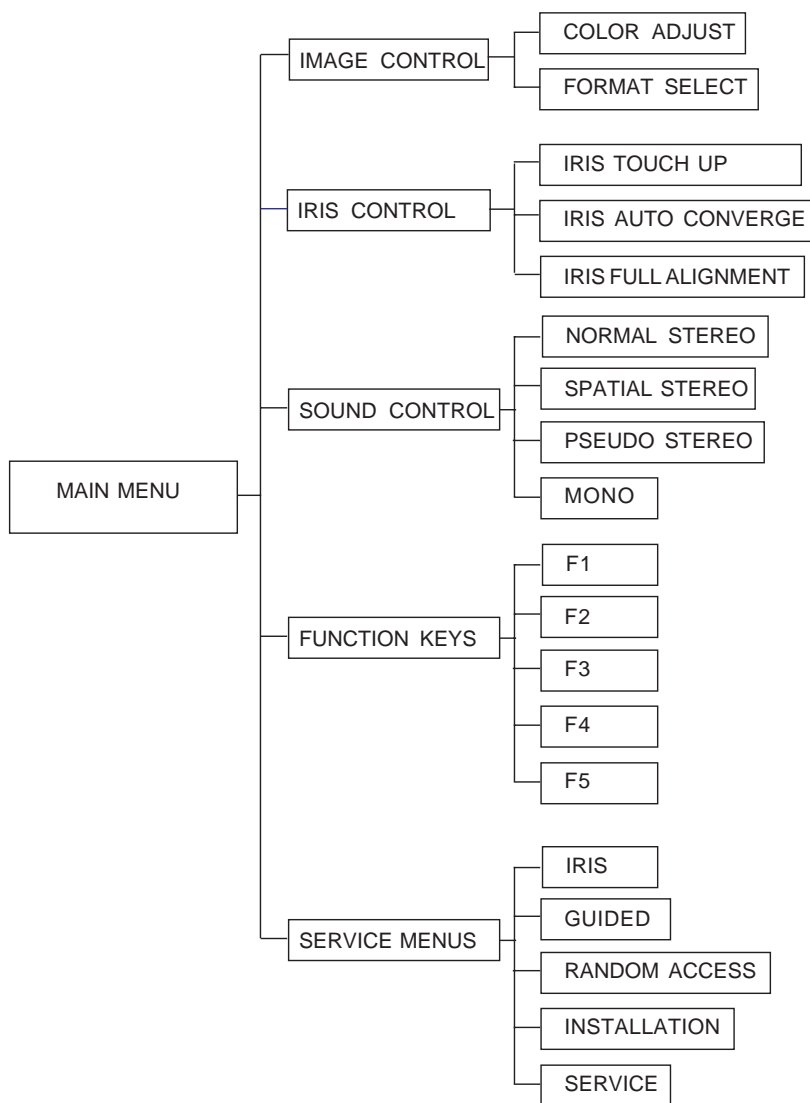 MAIN MENU
IMAGE CONTROL
COLOR ADJUST
FORMAT SELECT
IRIS CONTROL
IRIS TOUCH UP
IRIS AUTO CONVERGE
IRIS FULL ALIGNMENT
SOUND CONTROL
NORMAL STEREO
SPATIAL STEREO
PSEUDO STEREO
MONO
FUNCTION KEYS
F1
F2
F3
F4
F5
SERVICE MENUS
IRIS
GUIDED
RANDOM ACCESS
INSTALLATION
SERVICE